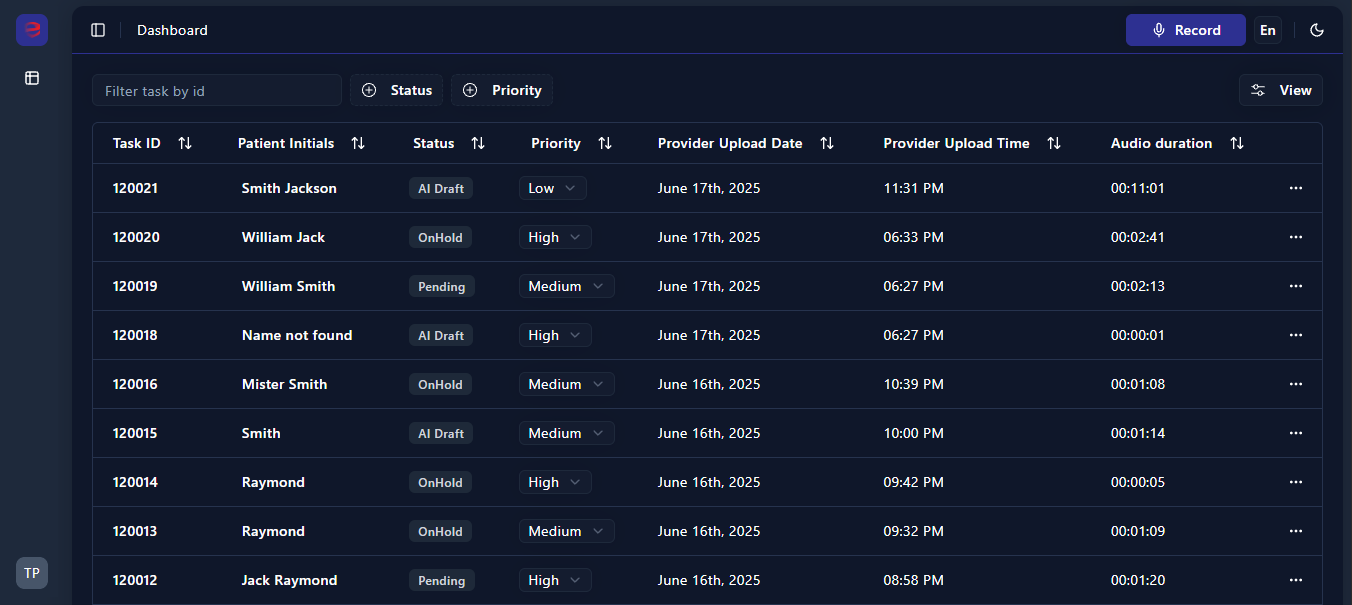 Dashboard Record En
Filter task by id Status Priority View
Task ID Patient Initials Status Priority Provider Upload Date Provider Upload Time Audio duration
120021 Smith Jackson AI Draft Low June 17th, 2025 11:31 PM 00:11:01
120020 William Jack OnHold High June 17th, 2025 06:33 PM 00:02:41
120019 William Smith Pending Medium June 17th, 2025 06:27 PM 00:02:13
120018 Name not found AI Draft High June 17th, 2025 06:27 PM 00:00:01
120016 Mister Smith OnHold Medium June 16th, 2025 10:39 PM 00:01:08
120015 Smith AI Draft Medium June 16th, 2025 10:00 PM 00:01:14
120014 Raymond OnHold High June 16th, 2025 09:42 PM 00:00:05
120013 Raymond OnHold Medium June 16th, 2025 09:32 PM 00:01:09
120012 Jack Raymond Pending High June 16th, 2025 08:58 PM 00:01:20
TP